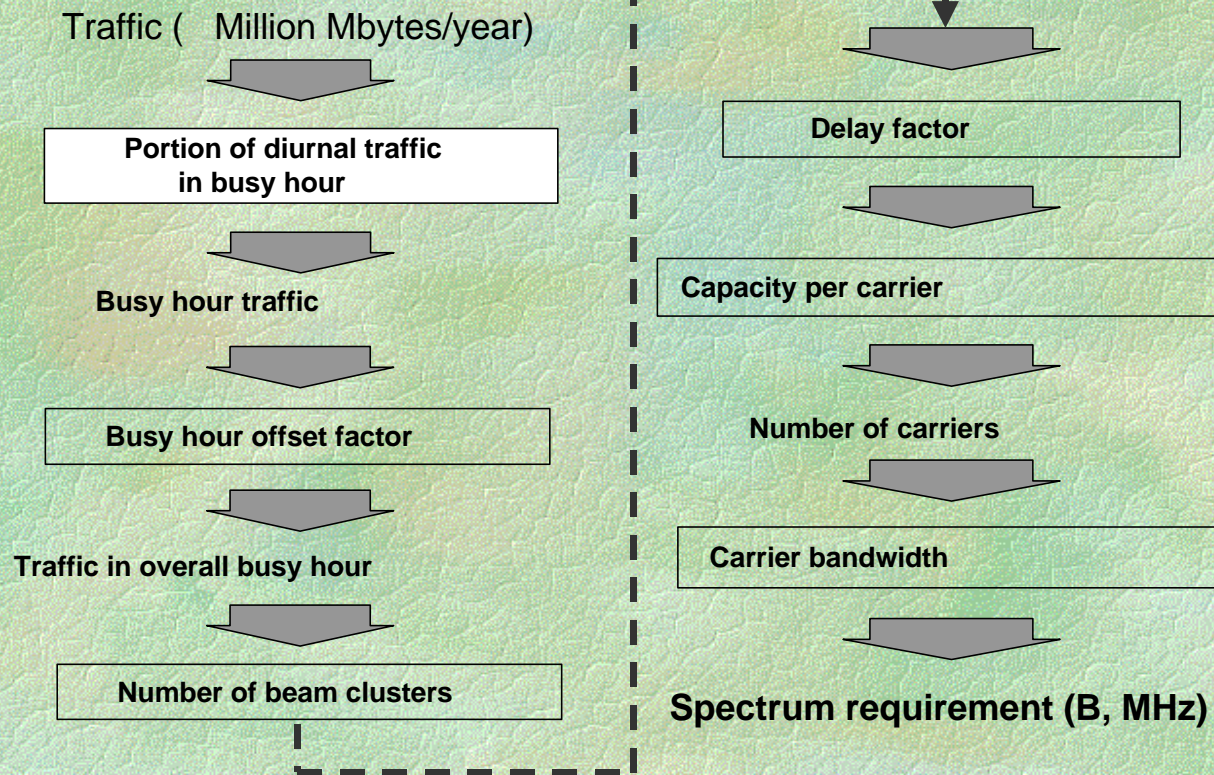 Traffic ( Million Mbytes/year)
Portion of diurnal traffic
in busy hour
Busy hour traffic
Busy hour offset factor
Traffic in overall busy hour
Number of beam clusters
Delay factor
Capacity per carrier
Number of carriers
Carrier bandwidth
Spectrum requirement (B, MHz)